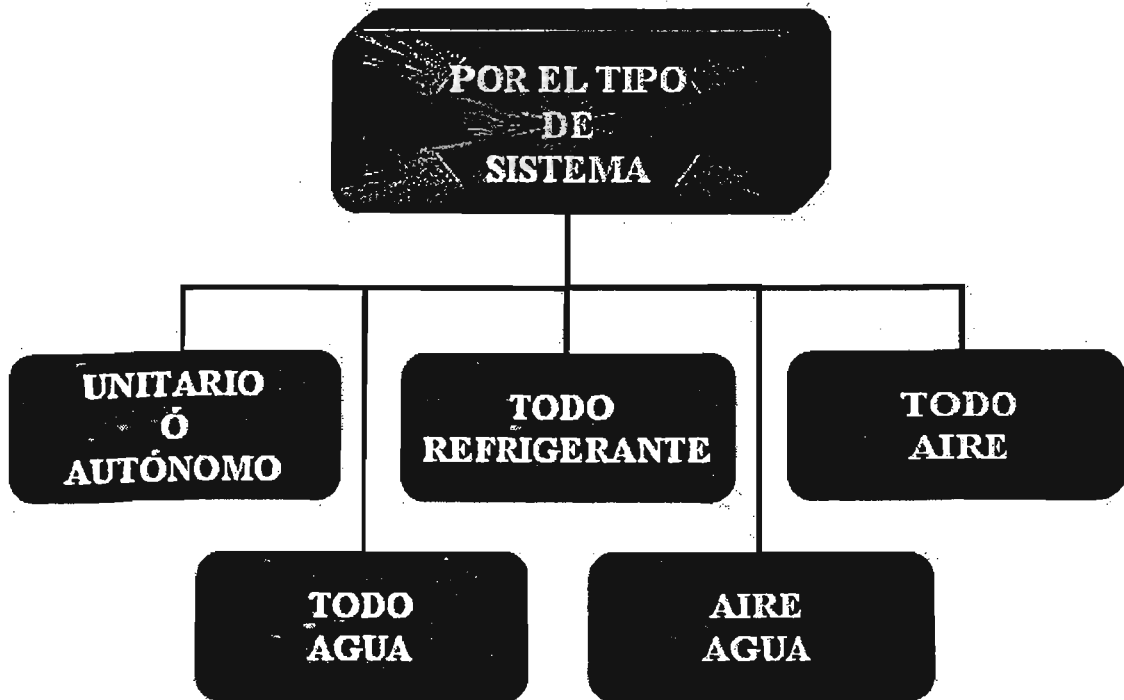 POR EL TIPO
DE
SISTEMA
UNITARIO
Ó
AUTÓNOMO
TODO
REFRIGERANTE
TODO
AIRE
TODO
AGUA
AIRE
AGUA